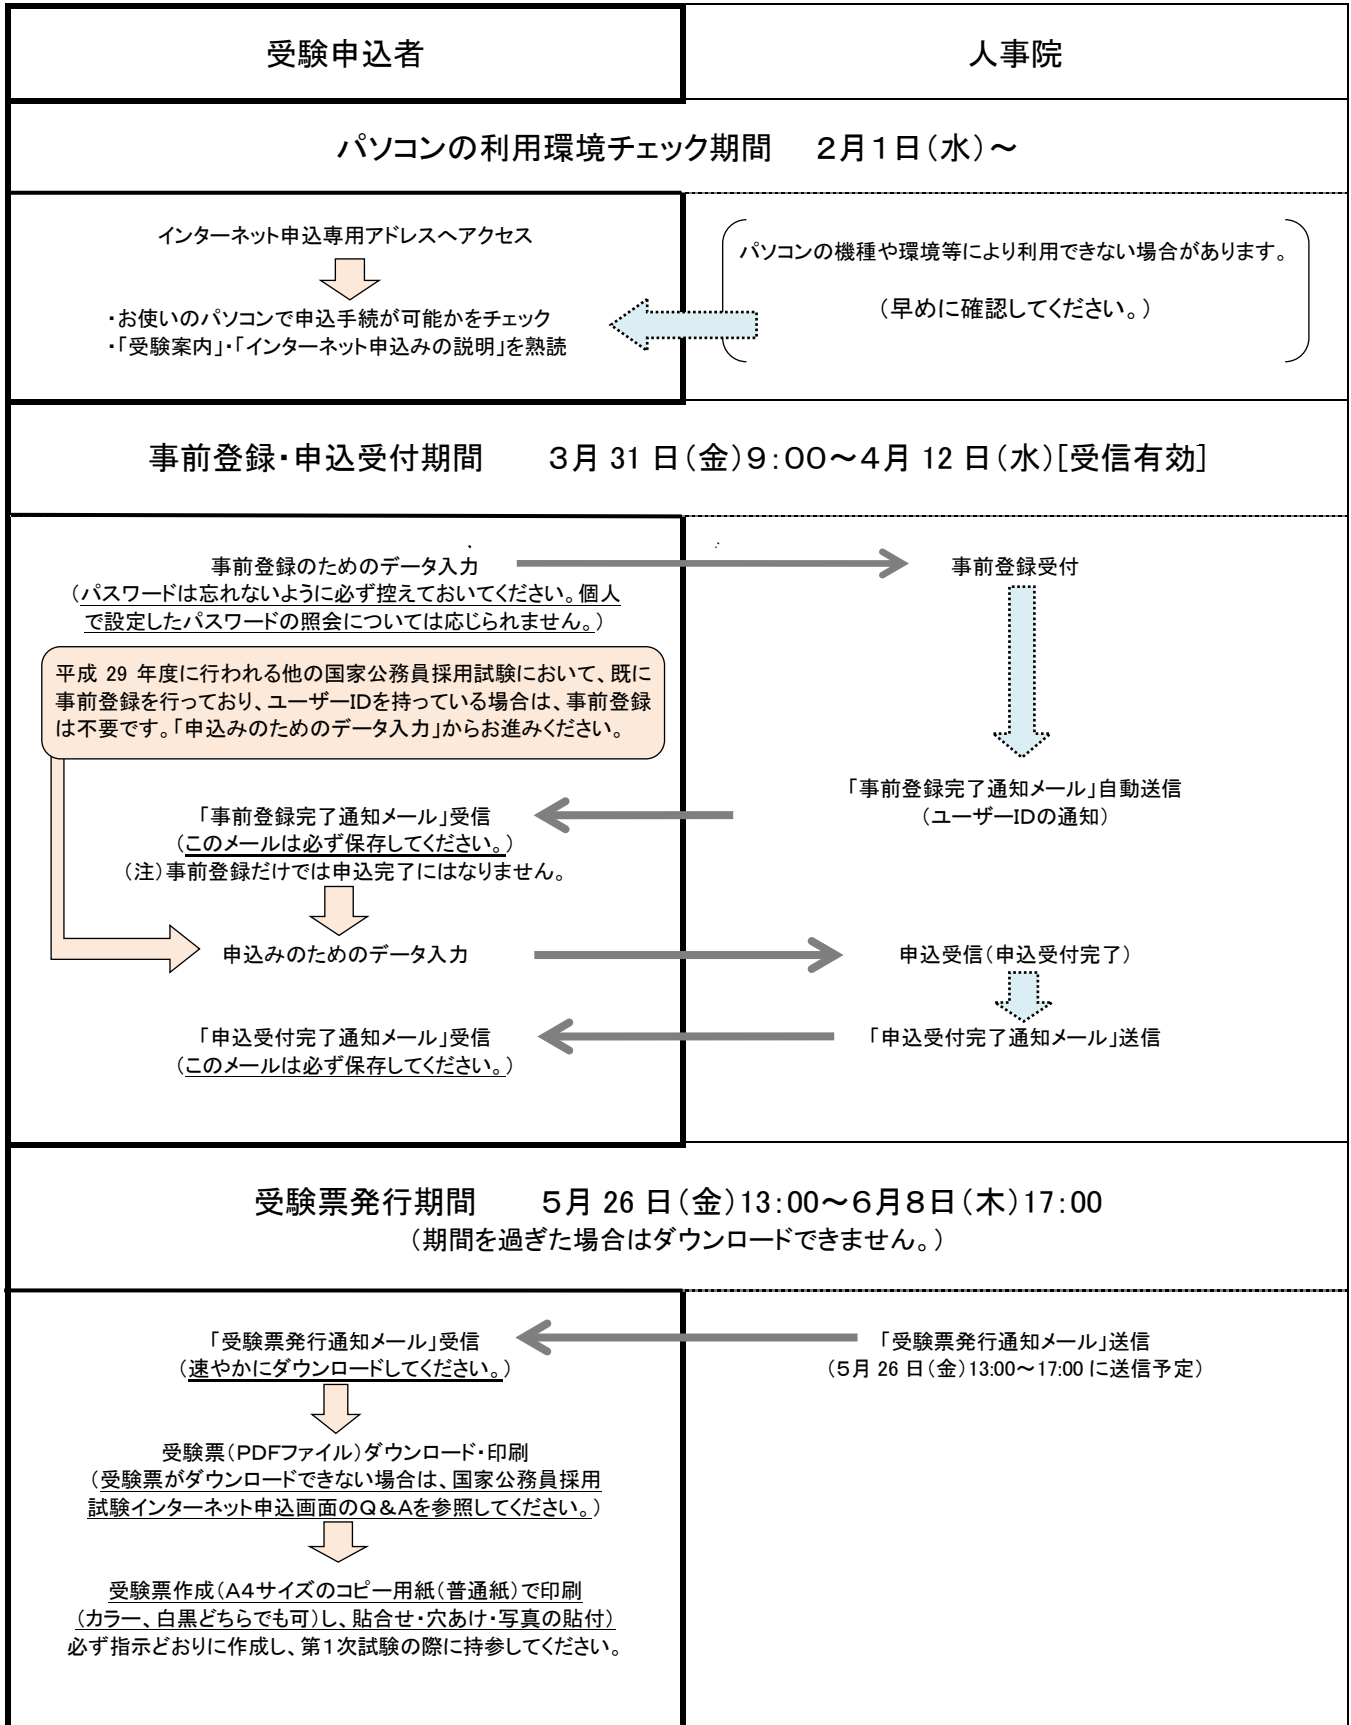 受験申込者
人事院
パソコンの利用環境チェック期間　２月１日（水）～
インターネット申込専用アドレスへアクセス
・お使いのパソコンで申込手続が可能かをチェック
・「受験案内」・「インターネット申込みの説明」を熟読
パソコンの機種や環境等により利用できない場合があります。
（早めに確認してください。）
事前登録・申込受付期間　３月 31 日（金）９：００～４月 12 日（水）[受信有効]
事前登録のためのデータ入力
（パスワードは忘れないように必ず控えておいてください。個人
で設定したパスワードの照会については応じられません。）
事前登録受付
平成 29 年度に行われる他の国家公務員採用試験において、既に
事前登録を行っており、ユーザーIDを持っている場合は、事前登録
は不要です。「申込みのためのデータ入力」からお進みください。
「事前登録完了通知メール」自動送信
（ユーザーIDの通知）
「事前登録完了通知メール」受信
（このメールは必ず保存してください。）
（注）事前登録だけでは申込完了にはなりません。
申込みのためのデータ入力
申込受信（申込受付完了）
「申込受付完了通知メール」受信
（このメールは必ず保存してください。）
「申込受付完了通知メール」送信
受験票発行期間　５月 26 日（金）13：00～６月８日（木）17：00
（期間を過ぎた場合はダウンロードできません。）
「受験票発行通知メール」受信
（速やかにダウンロードしてください。）
「受験票発行通知メール」送信
（５月 26 日（金）13:00～17:00 に送信予定）
受験票（PDFファイル）ダウンロード・印刷
（受験票がダウンロードできない場合は、国家公務員採用
試験インターネット申込画面のＱ＆Ａを参照してください。）
受験票作成（Ａ４サイズのコピー用紙（普通紙）で印刷
（カラー、白黒どちらでも可）し、貼合せ・穴あけ・写真の貼付）
必ず指示どおりに作成し、第１次試験の際に持参してください。